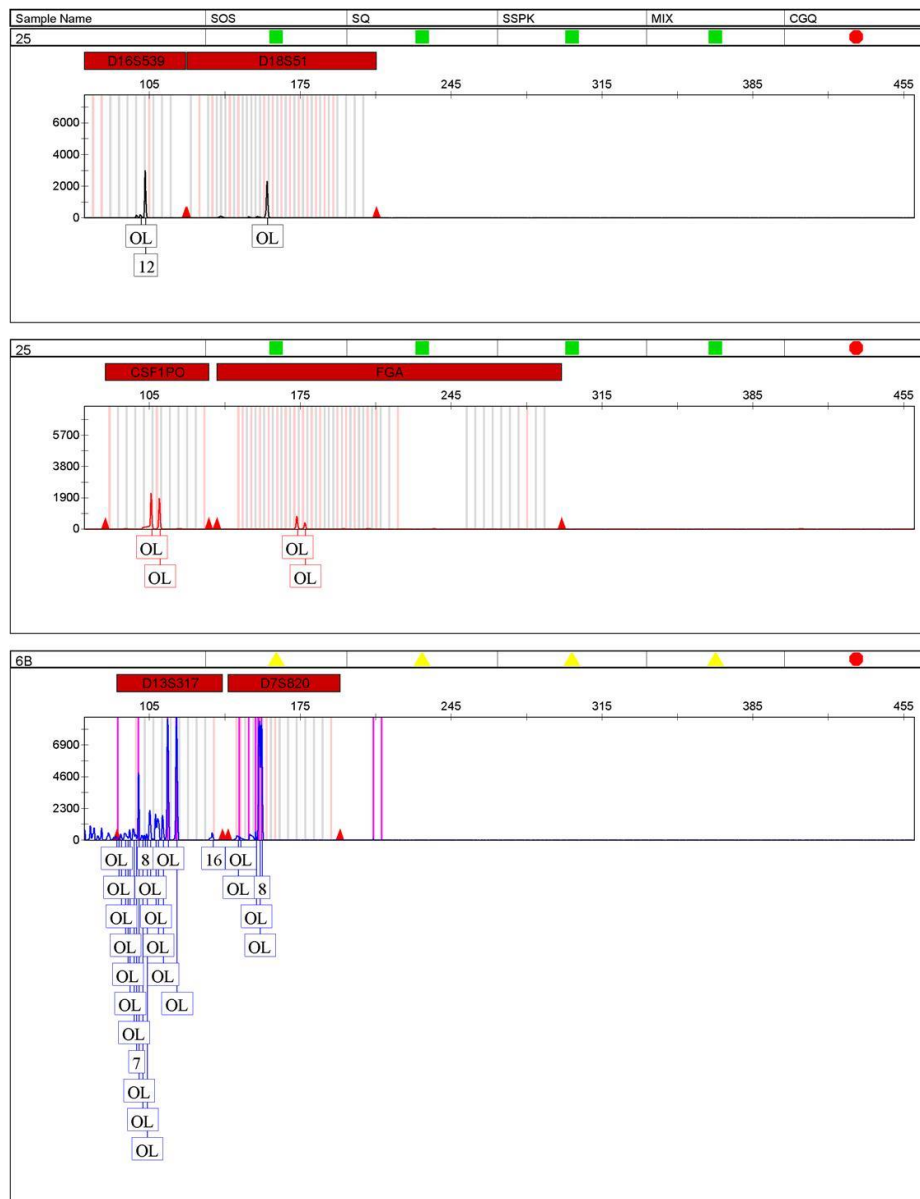 Sample Name SOS SQ SSPK MIX CGQ
25
D16S539 D18S51
105 175 245 315 385 455
6000
4000
2000
0
OL OL
12
25
CSF1PO FGA
105 175 245 315 385 455
5700
3800
1900
0
OL OL
OL OL
6B
D13S317 D7S820
105 175 245 315 385 455
6900
4600
2300
0
OL 8 OL 16 OL
OL OL OL 8
OL OL OL
OL OL OL
OL OL
OL OL
OL
7
OL
OL
OL